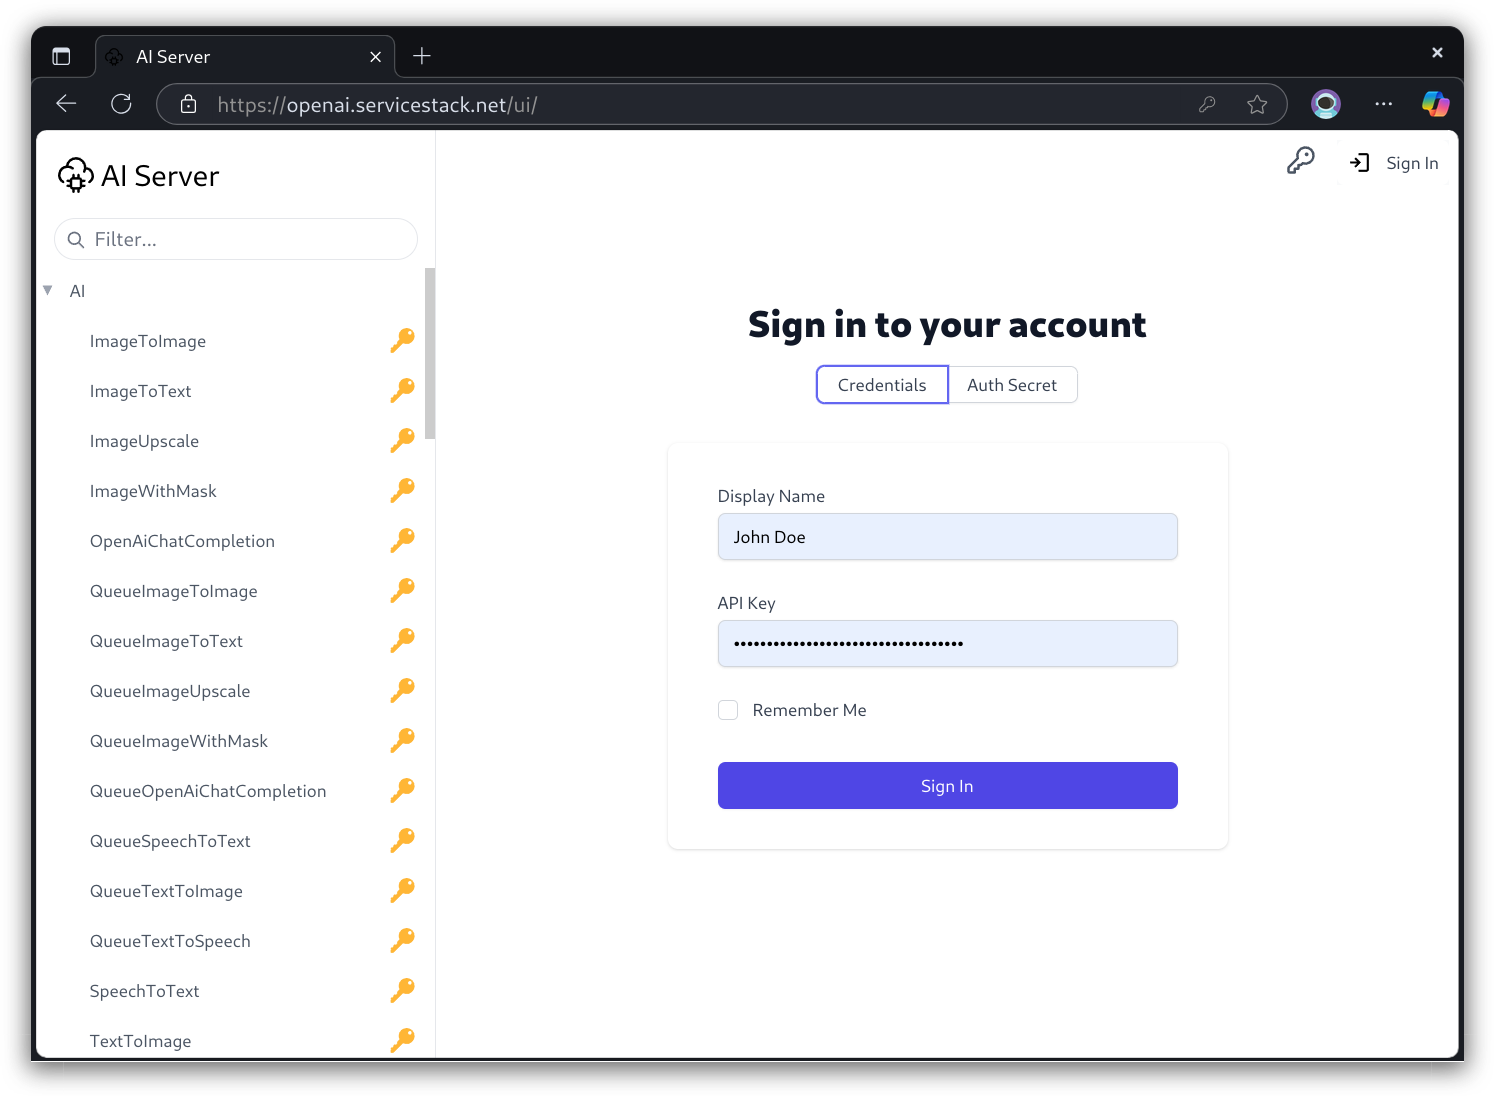 AI Server
https://openai.servicestack.net/ui/
AI Server
Filter...
AI
ImageToImage
ImageToText
ImageUpscale
ImageWithMask
OpenAiChatCompletion
QueueImageToImage
QueueImageToText
QueueImageUpscale
QueueImageWithMask
QueueOpenAiChatCompletion
QueueSpeechToText
QueueTextToImage
QueueTextToSpeech
SpeechToText
TextToImage
Sign In
Sign in to your account
Credentials
Auth Secret
Display Name
John Doe
API Key
•••••••••••••••••••••••••••••••••••
Remember Me
Sign In